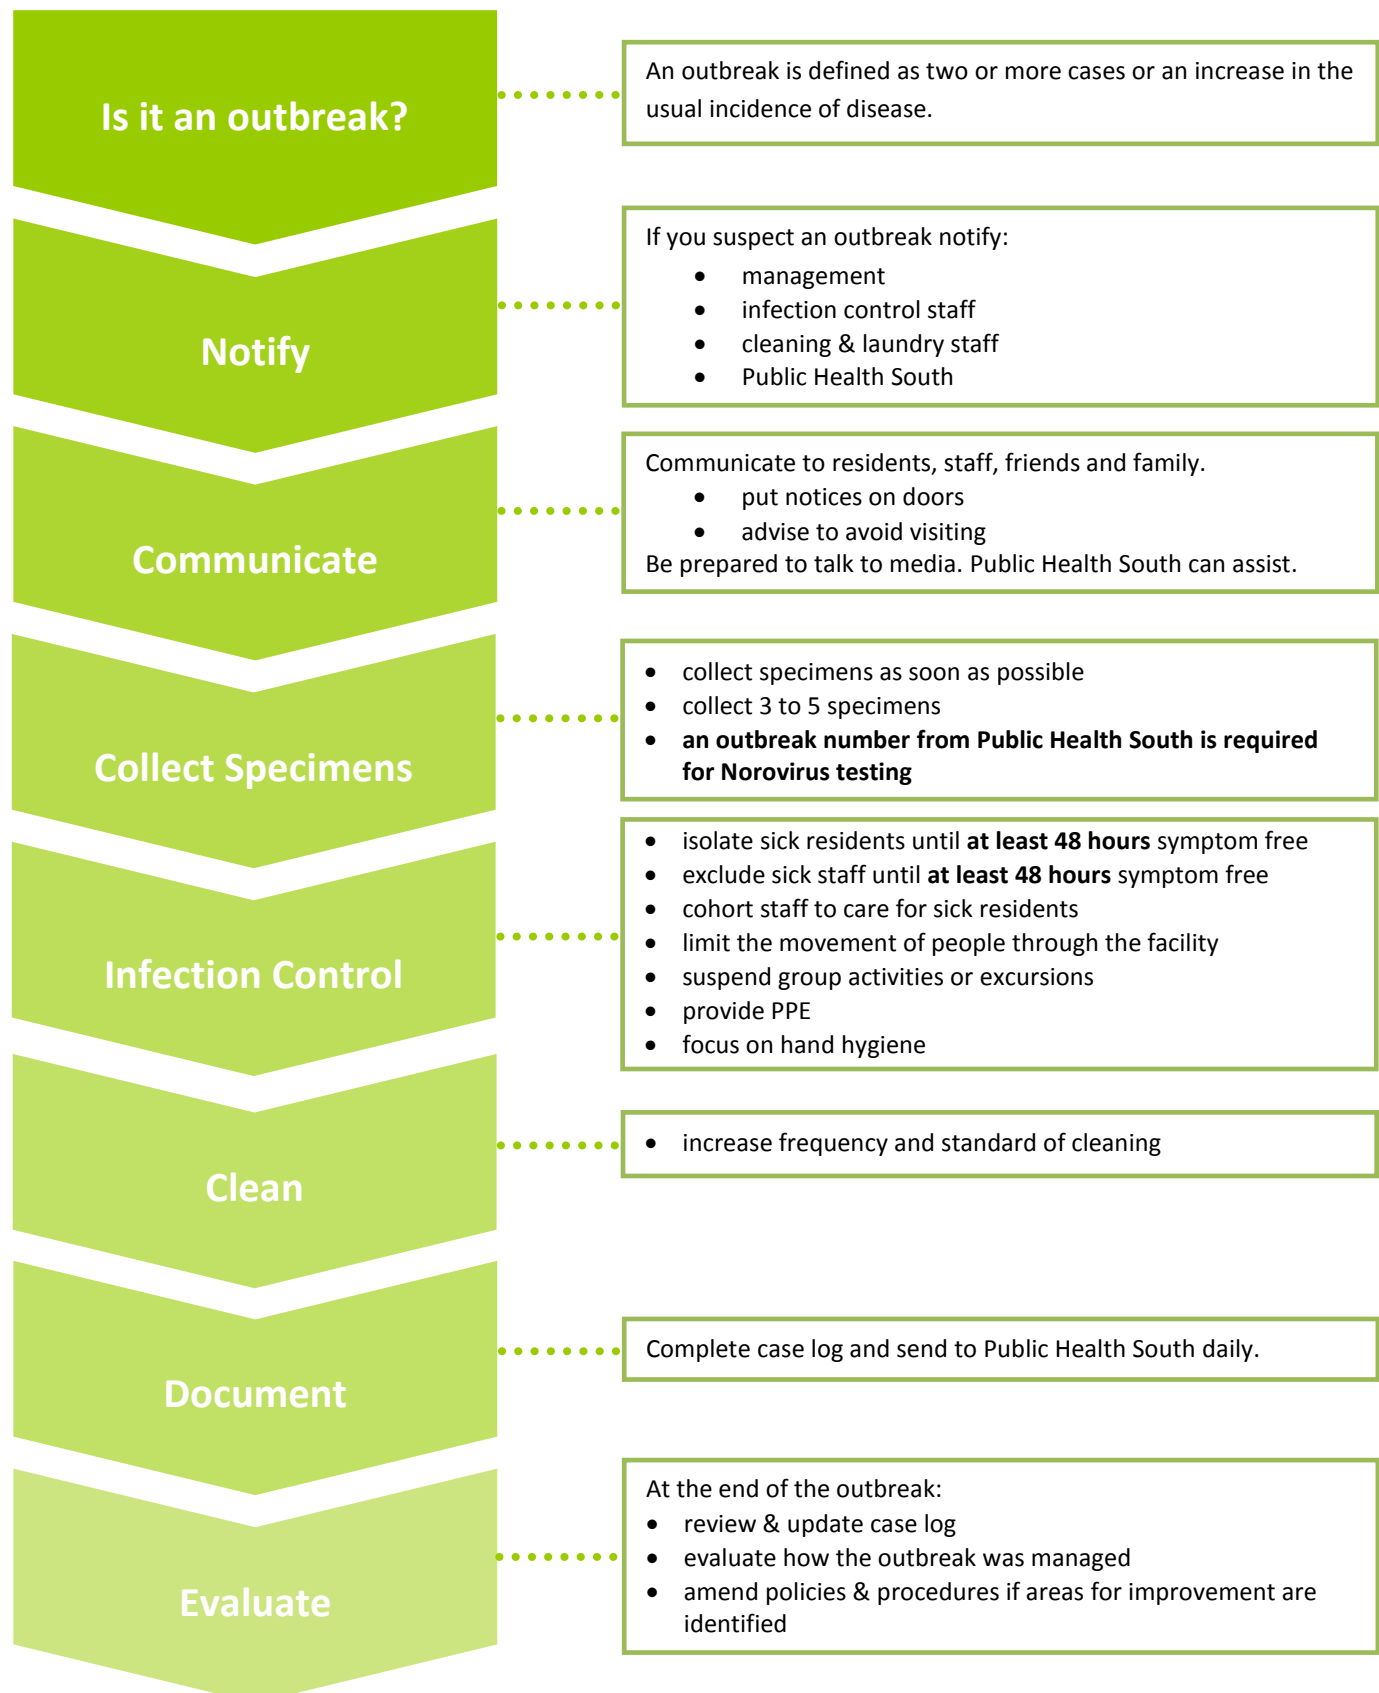 Is it an outbreak?
An outbreak is defined as two or more cases or an increase in the
usual incidence of disease.
Notify
If you suspect an outbreak notify:
• management
• infection control staff
• cleaning & laundry staff
• Public Health South
Communicate
Communicate to residents, staff, friends and family.
• put notices on doors
• advise to avoid visiting
Be prepared to talk to media. Public Health South can assist.
Collect Specimens
• collect specimens as soon as possible
• collect 3 to 5 specimens
• an outbreak number from Public Health South is required
for Norovirus testing
Infection Control
• isolate sick residents until at least 48 hours symptom free
• exclude sick staff until at least 48 hours symptom free
• cohort staff to care for sick residents
• limit the movement of people through the facility
• suspend group activities or excursions
• provide PPE
• focus on hand hygiene
Clean
• increase frequency and standard of cleaning
Document
Complete case log and send to Public Health South daily.
Evaluate
At the end of the outbreak:
• review & update case log
• evaluate how the outbreak was managed
• amend policies & procedures if areas for improvement are
identified